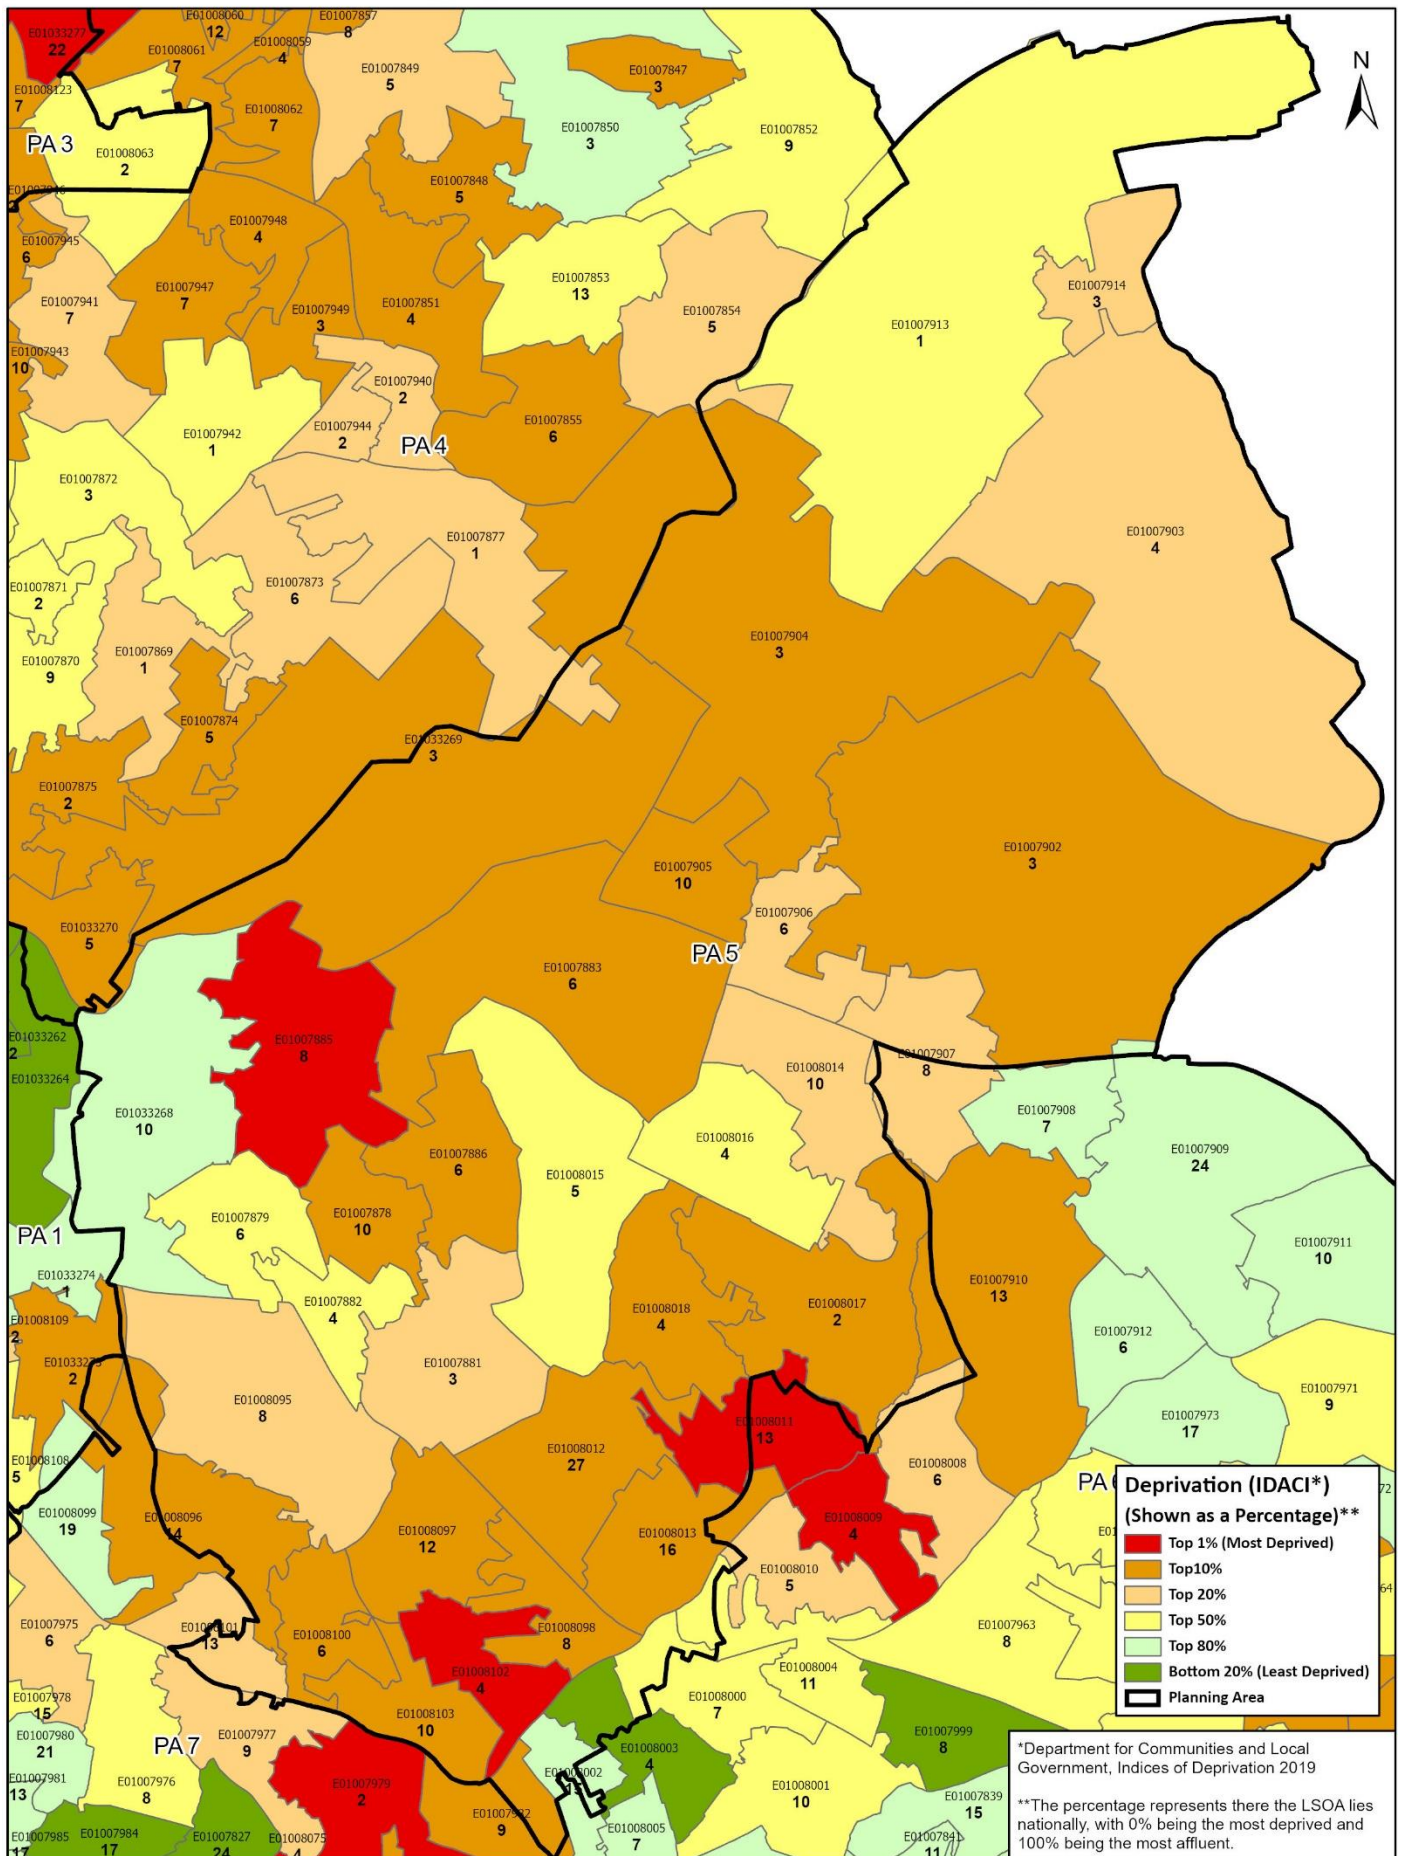 E01033277
22
E01008060
12
E01007857
8
E01008061
7
E01008059
4
E01007849
5
E01007847
3
N
E01008123
7
E01008062
7
E01007850
3
E01007852
9
PA 3
E01008063
2
E01007848
5
E01007948
4
E01007945
6
E01007853
13
E01007914
3
E01007941
7
E01007947
7
E01007949
3
E01007851
4
E01007854
5
E01007913
1
E01007943
10
E01007940
2
E01007855
6
E01007944
2
E01007942
1
PA 4
E01007872
3
E01007877
1
E01007903
4
E01007871
2
E01007873
6
E01007870
9
E01007869
1
E01007904
3
E01007874
5
E01033269
3
E01007875
2
E01007902
3
E01007905
10
E01007906
6
E01033270
5
PA 5
E01007883
6
E01033262
2
E01007885
8
E01033264
E01007907
8
E01008014
10
E01033268
10
E01007908
7
E01008016
4
E01007886
6
E01007909
24
E01008015
5
E01007879
6
E01007878
10
PA 1
E01007911
10
E01033274
1
E01007910
13
E01007882
4
E01008018
4
E01008017
2
E01008109
2
E01007912
6
2
E01007881
3
E01008095
8
E01007971
9
E01007973
17
E01008011
13
E01008012
27
E01008108
5
E01008008
6
PA
Deprivation (IDACI*)
(Shown as a Percentage)**
Top 1% (Most Deprived)
Top10%
Top 20%
Top 50%
Top 80%
Bottom 20% (Least Deprived)
Planning Area
72
64
E01008099
19
E01008096
14
E01008097
12
E01008013
16
E01008009
4
E01008010
5
E01007975
6
E01008101
13
E01008100
6
E01008098
8
E01007963
8
E01008102
4
E01008004
11
E01007978
15
E01008000
7
E01007980
21
E01007977
9
E01008103
10
E01007999
8
PA 7
E01008003
4
E01007981
13
E01007976
8
E01007979
2
E01008002
E01008001
10
E01007839
15
9
E01007985
17
E01007984
17
E01007827
24
E01008075
4
E01008005
7
E01007841
11
*Department for Communities and Local
Government, Indices of Deprivation 2019
**The percentage represents there the LSOA lies
nationally, with 0% being the most deprived and
100% being the most affluent.